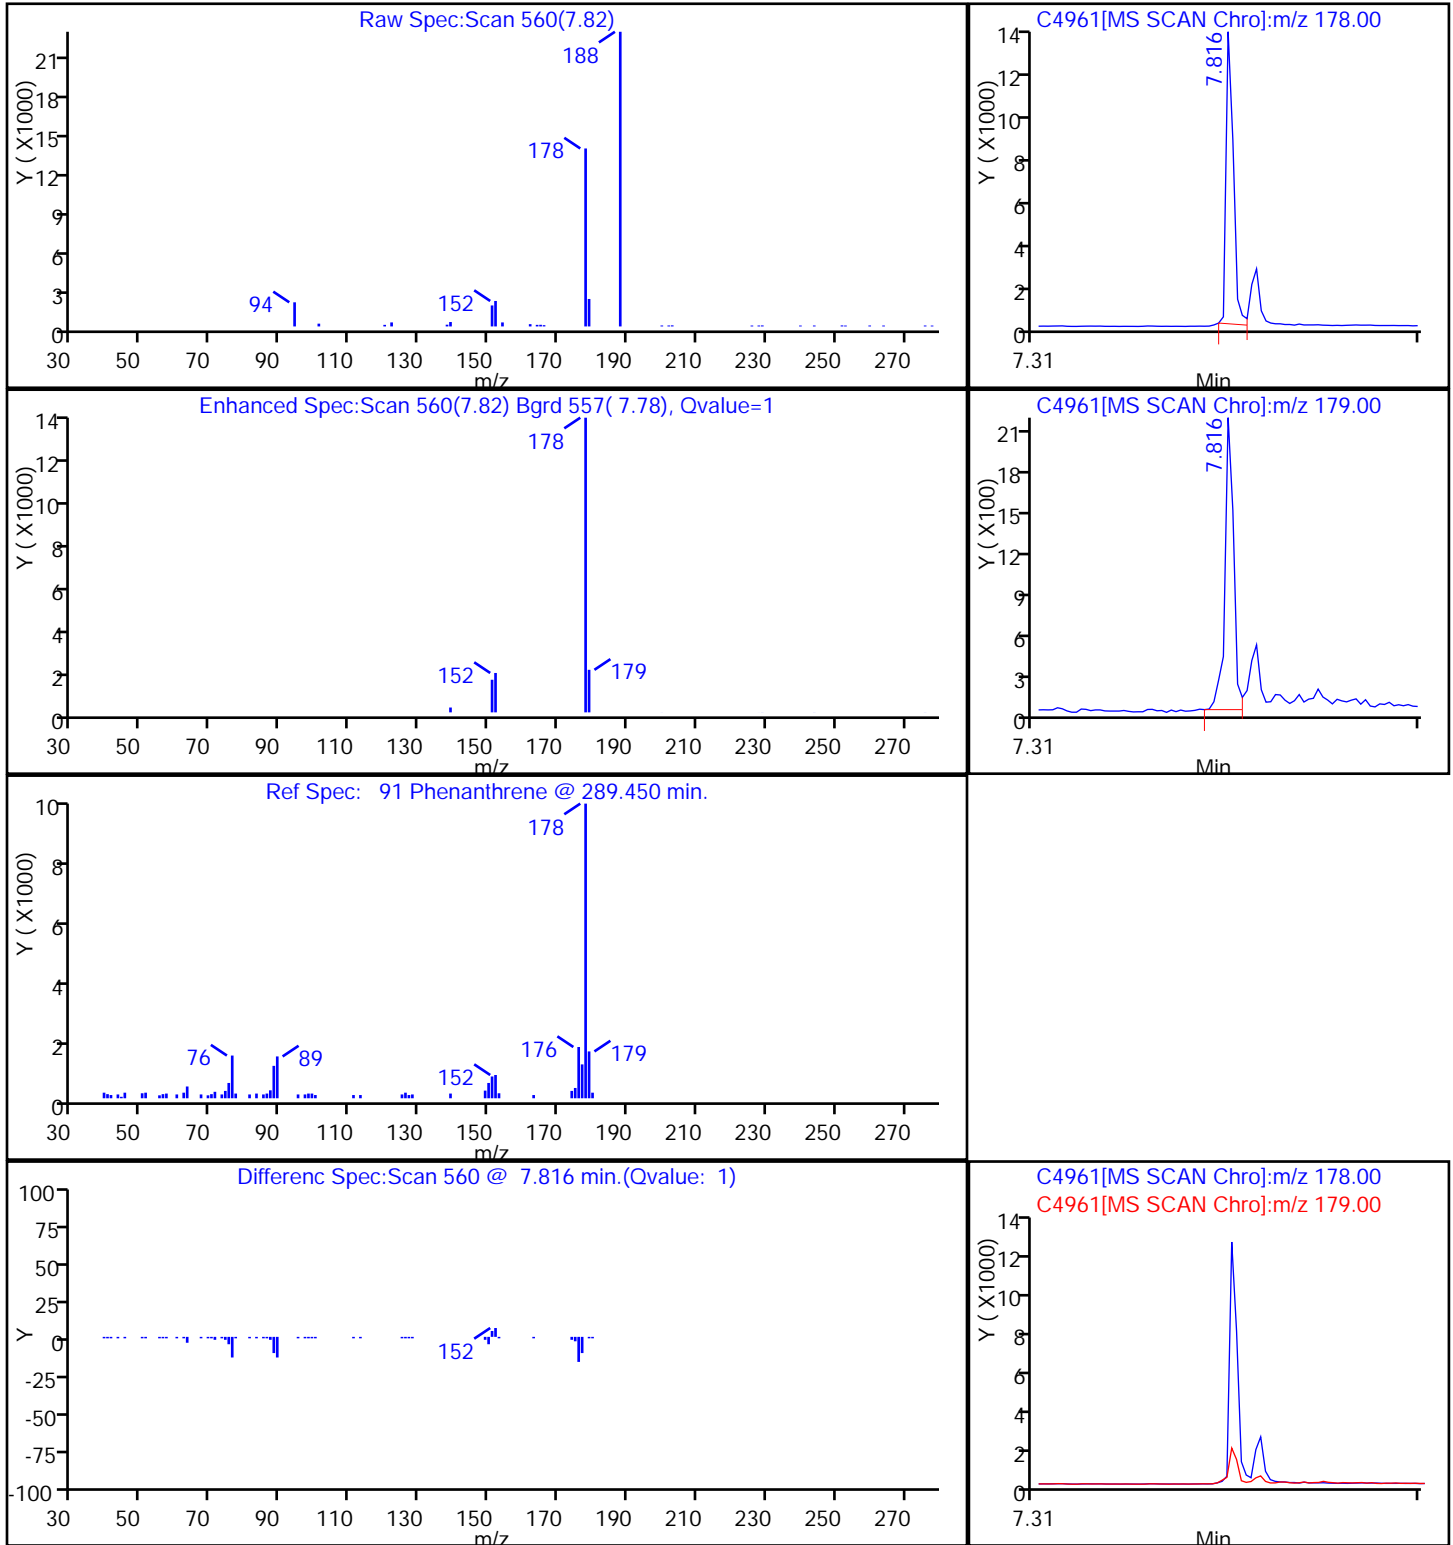 Raw Spec:Scan 560(7.82)
Y ( X1000)
21
18
15
12
9
6
3
0
188
178
94
152
30 50 70 90 110 130 150 170 190 210 230 250 270
m/z
C4961[MS SCAN Chro]:m/z 178.00
Y ( X1000)
14
12
10
8
6
4
2
0
7.816
7.31
Min
Enhanced Spec:Scan 560(7.82) Bgrd 557( 7.78), Qvalue=1
Y ( X1000)
14
12
10
8
6
4
2
0
178
152
179
30 50 70 90 110 130 150 170 190 210 230 250 270
m/z
C4961[MS SCAN Chro]:m/z 179.00
Y ( X100)
21
18
15
12
9
6
3
0
7.816
7.31
Min
Ref Spec: 91 Phenanthrene @ 289.450 min.
Y ( X1000)
10
8
6
4
2
0
178
76
89
152
176
179
30 50 70 90 110 130 150 170 190 210 230 250 270
m/z
Differenc Spec:Scan 560 @ 7.816 min.(Qvalue: 1)
Y
100
75
50
25
0
-25
-50
-75
-100
152
30 50 70 90 110 130 150 170 190 210 230 250 270
m/z
C4961[MS SCAN Chro]:m/z 178.00
C4961[MS SCAN Chro]:m/z 179.00
Y ( X1000)
14
12
10
8
6
4
2
0
7.31
Min